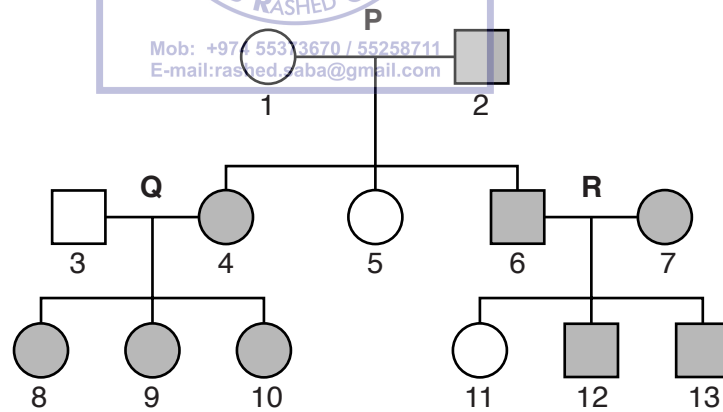 RASHED
P
Mob: +974 55373670 / 55258711
E-mail:rashed.saba@gmail.com
1 2
Q R
3 4 5 6 7
8 9 10 11 12 13